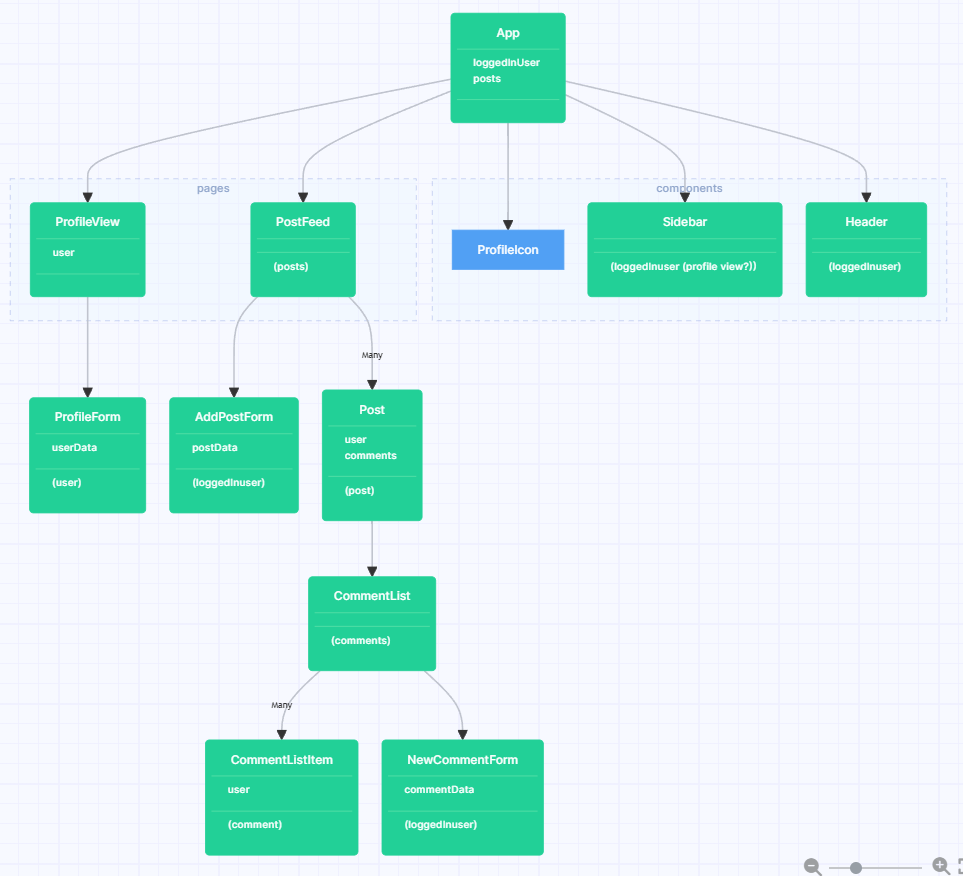 App
loggedInUser
posts
pages
components
ProfileView
user
PostFeed
(posts)
ProfileIcon
Sidebar
(loggedInuser (profile view?))
Header
(loggedInuser)
Many
ProfileForm
userData
(user)
AddPostForm
postData
(loggedInuser)
Post
user
comments
(post)
CommentList
(comments)
Many
CommentListItem
user
(comment)
NewCommentForm
commentData
(loggedInuser)